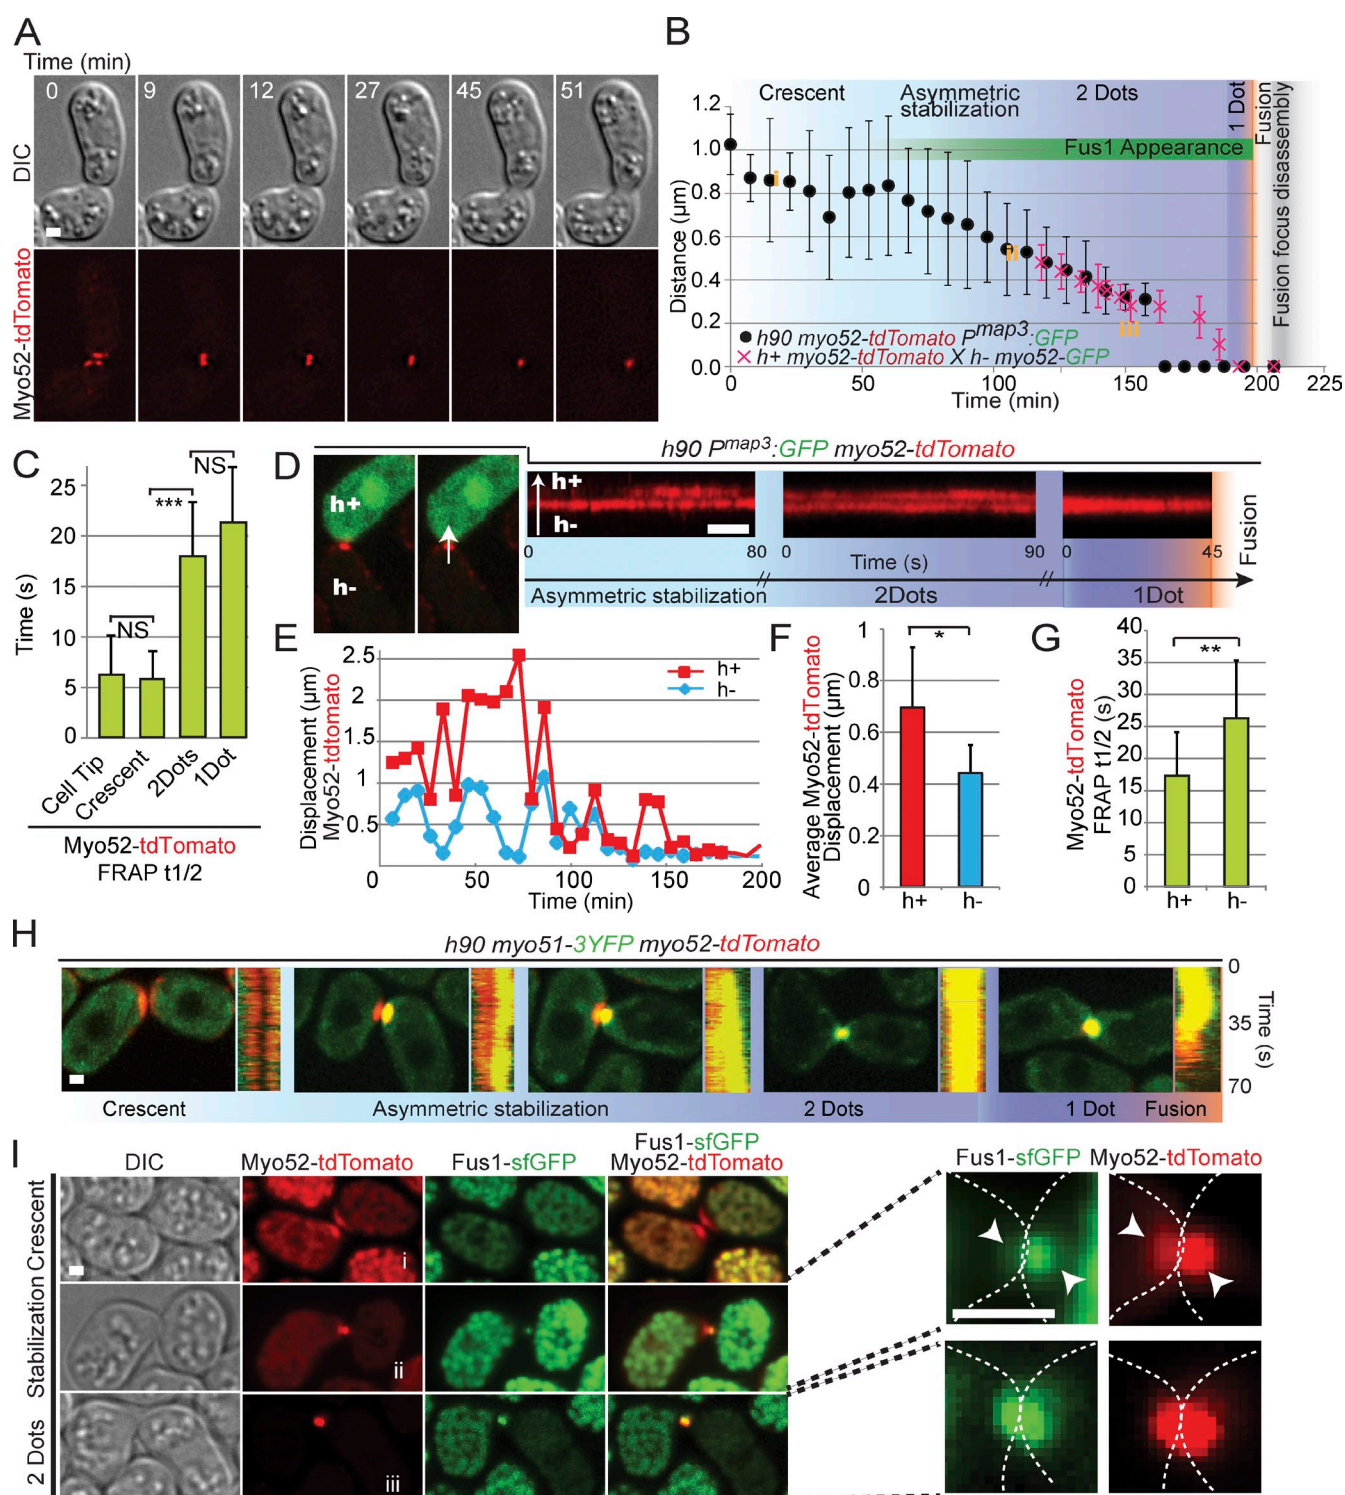 A
Time (min)
0 9 12 27 45 51
DIC
Myo52-tdTomato
B
Crescent
Asymmetric
stabilization
2 Dots
1 Dot
Fusion
Fusion focus disassembly
Fus1 Appearance
1.2
1.0
0.8
0.6
0.4
0.2
0.0
Distance (µm)
i
ii
iii
h90 myo52-tdTomato Pmap3:GFP
h+ myo52-tdTomato X h- myo52-GFP
0 50 100 150 200 225
Time (min)
C
NS
***
NS
25
20
15
10
5
0
Time (s)
Cell Tip
Crescent
2Dots
1Dot
Myo52-tdTomato
FRAP t1/2
D
h90 Pmap3:GFP myo52-tdTomato
h+
h-
h+
h-
0 80 0 90 0 45
Time (s)
Fusion
Asymmetric stabilization 2Dots 1Dot
E
Displacement (µm)
Myo52-tdtomato
2.5
2
1.5
1
0.5
h+
h-
0 50 100 150 200
Time (min)
F
Average Myo52-tdTomato
Displacement (µm)
1
0.8
0.6
0.4
0.2
0
*
h+ h-
G
Myo52-tdTomato
FRAP t1/2 (s)
40
35
30
25
20
15
10
5
0
**
h+ h-
H
h90 myo51-3YFP myo52-tdTomato
0
35
70
Time (s)
Crescent Asymmetric stabilization 2 Dots 1 Dot Fusion
I
DIC
Myo52-tdTomato
Fus1-sfGFP
Fus1-sfGFP
Myo52-tdTomato
Fus1-sfGFP
Myo52-tdTomato
Crescent
Stabilization
2 Dots
i
ii
iii